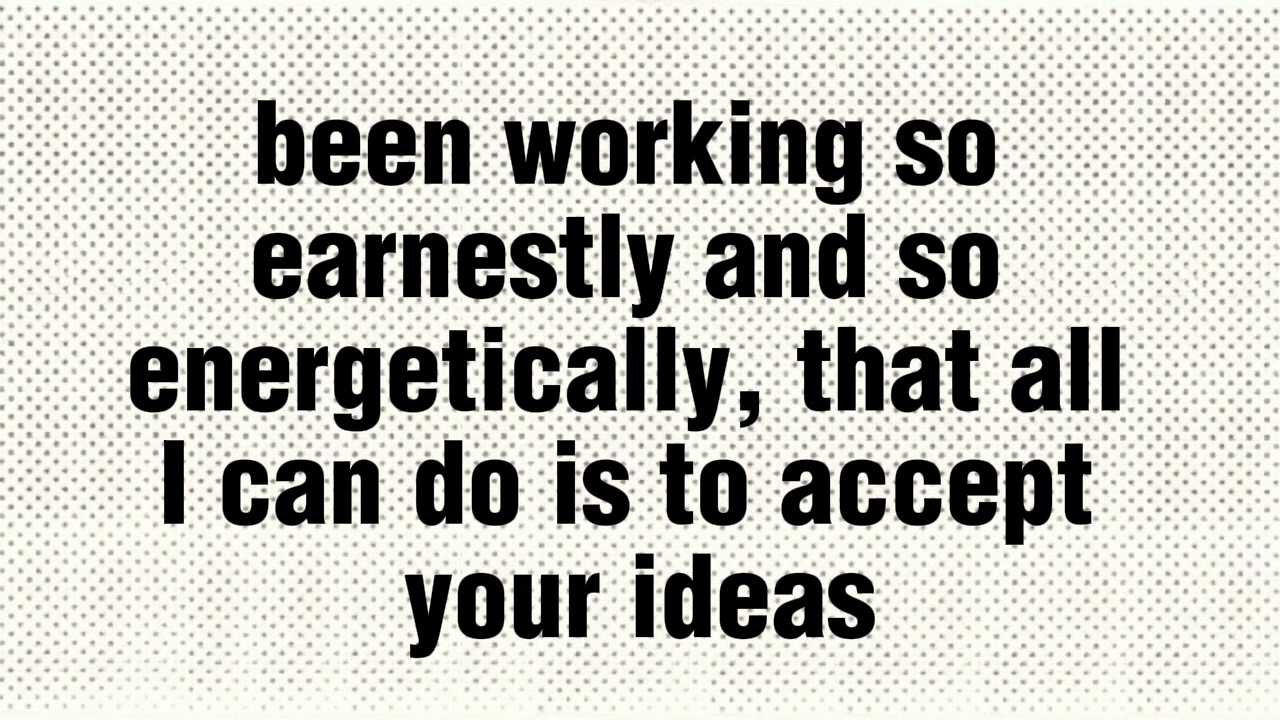 been working so
earnestly and so
energetically, that all
I can do is to accept
your ideas